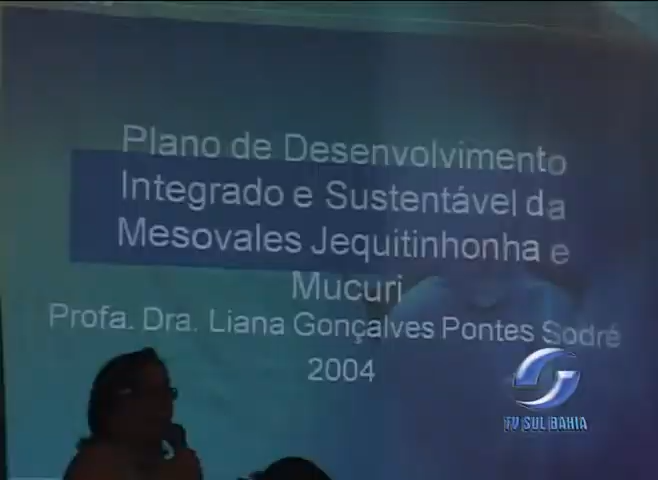 Plano de Desenvolvimento
Integrado e Sustentável da
Mesovales Jequitinhonha e
Mucuri
Profa. Dra. Liana Gonçalves Pontes Sodré
2004
TV SUL BAHIA